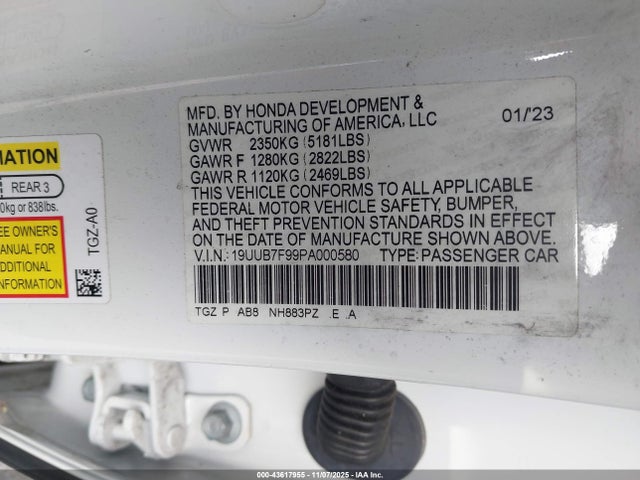 MFD. BY HONDA DEVELOPMENT &
MANUFACTURING OF AMERICA, LLC 01/'23
GVWR 2350KG (5181LBS)
GAWR F 1280KG (2822LBS)
GAWR R 1120KG (2469LBS)
THIS VEHICLE CONFORMS TO ALL APPLICABLE
FEDERAL MOTOR VEHICLE SAFETY, BUMPER,
AND THEFT PREVENTION STANDARDS IN EFFECT
ON THE DATE OF MANUFACTURE SHOWN ABOVE.
V.I.N.: 19UUB7F99PA000580 TYPE: PASSENGER CAR
TGZ P AB8 NH883PZ .E .A
MATION
REAR 3
0kg or 838lbs.
EE OWNER'S
ANUAL FOR
ADDITIONAL
FORMATION
TGZ-A0
000-43617955 | 11/07/2025 - IAA Inc.